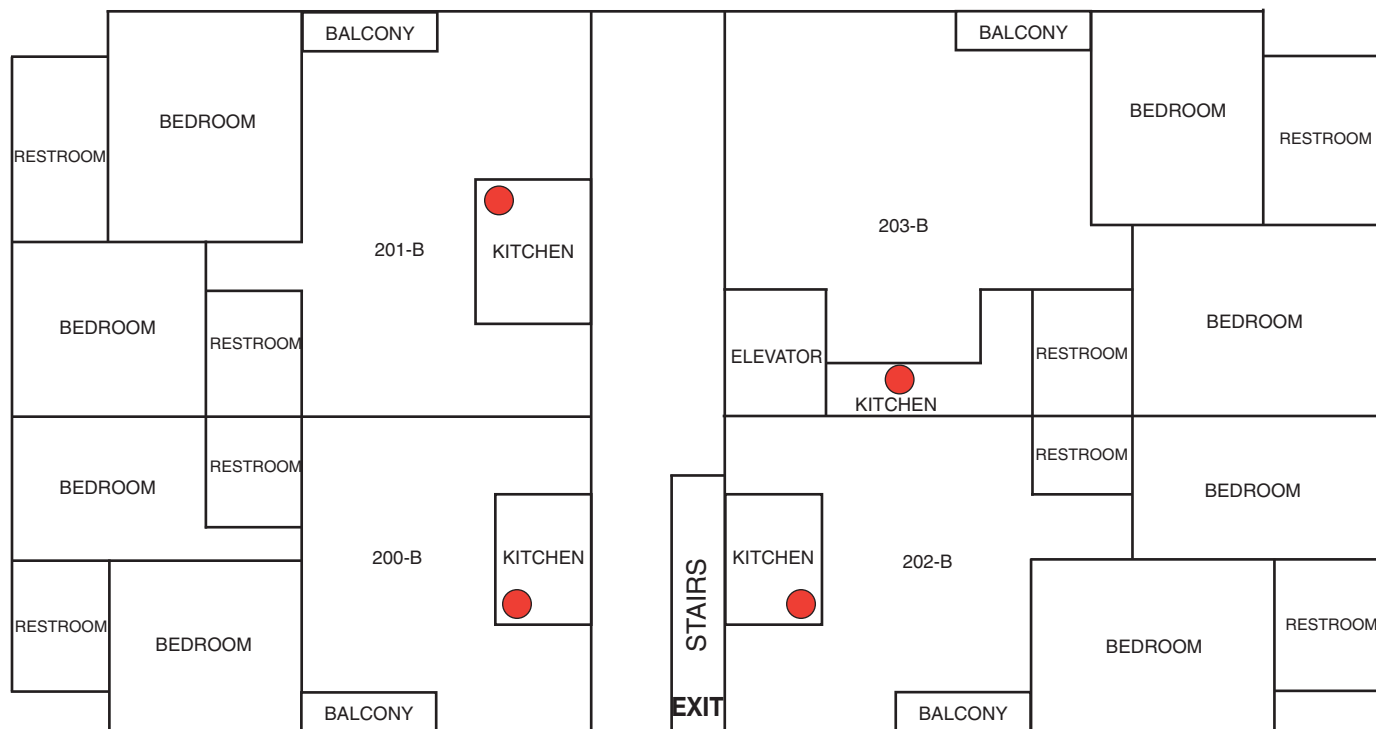 BALCONY
BALCONY
BEDROOM
BEDROOM
RESTROOM
RESTROOM
201-B
KITCHEN
203-B
BEDROOM
RESTROOM
ELEVATOR
RESTROOM
BEDROOM
KITCHEN
BEDROOM
RESTROOM
RESTROOM
BEDROOM
200-B
KITCHEN
STAIRS
KITCHEN
202-B
RESTROOM
BEDROOM
BEDROOM
RESTROOM
EXIT
BALCONY
BALCONY